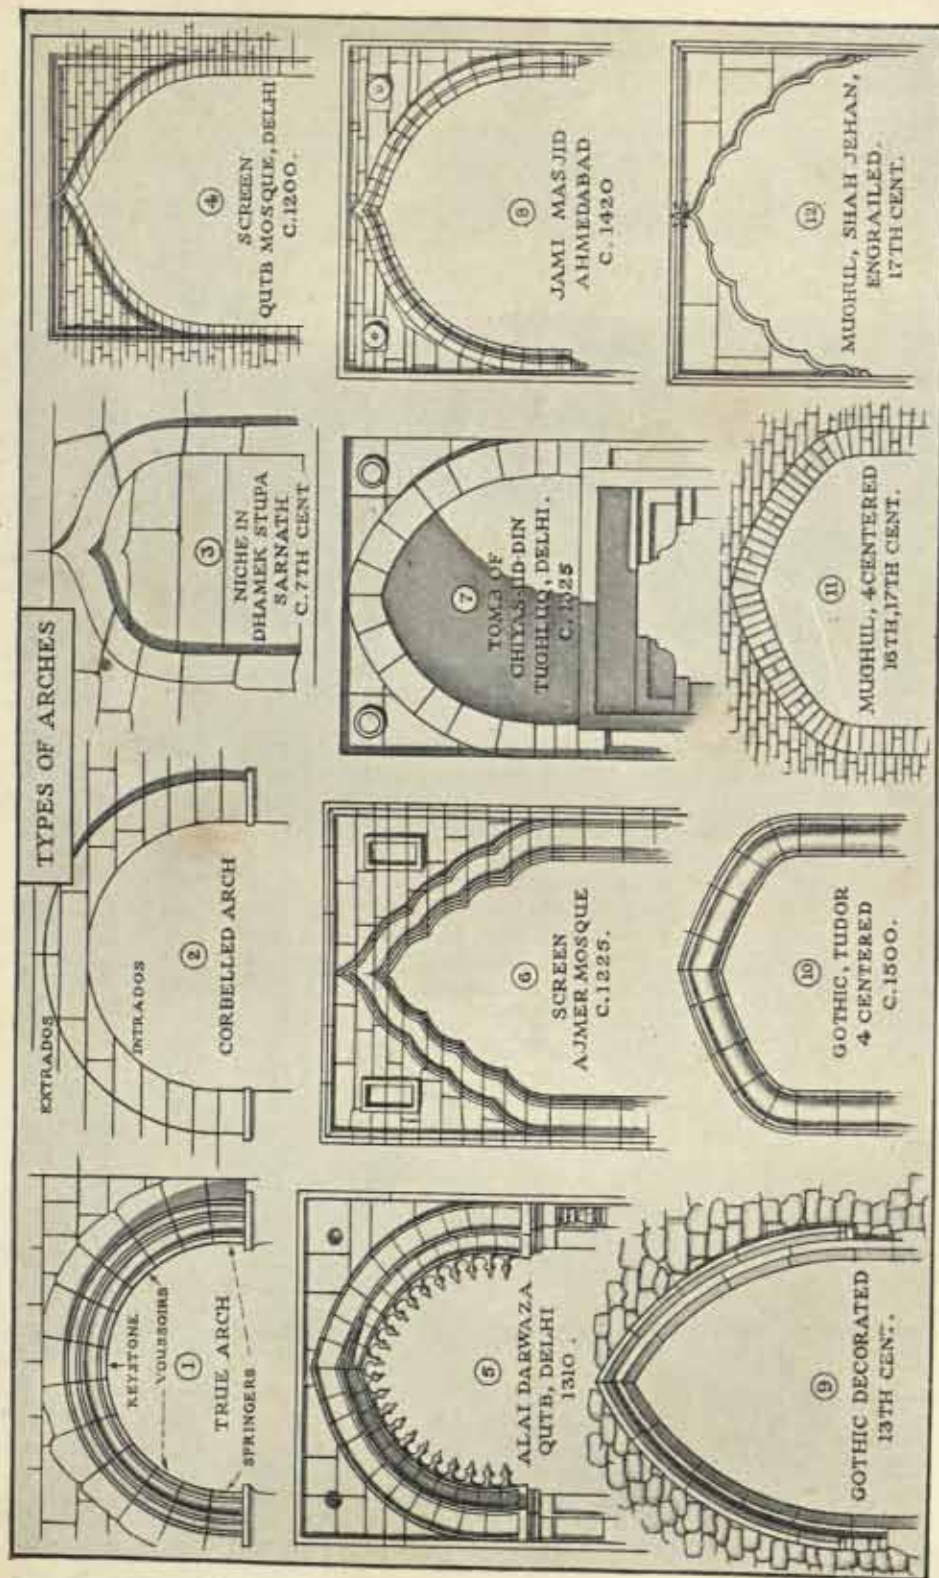 TYPES OF ARCHES
KEYSTONE
VOUSSOIRS
1
TRUE ARCH
SPRINGERS
EXTRADOS
INTRADOS
2
CORBELLED ARCH
3
NICHE IN
DHAMEK STUPA
SARNATH
C. 7TH CENT
4
SCREEN
QUTB MOSQUE, DELHI
C. 1200.
5
ALAI DARWAZA
QUTB, DELHI
1310.
6
SCREEN
AJMER MOSQUE
C. 1225.
7
TOMB OF
GHIYAS-UD-DIN
TUGHLUQ, DELHI.
C. 1325
8
JAMI MASJID
AHMEDABAD
C. 1420
9
GOTHIC DECORATED
13TH CENT.
10
GOTHIC, TUDOR
4 CENTERED
C. 1500.
11
MUGHUL, 4 CENTERED
16TH, 17TH CENT.
12
MUGHUL, SHAH JEHAN,
ENGRAILED.
17TH CENT.